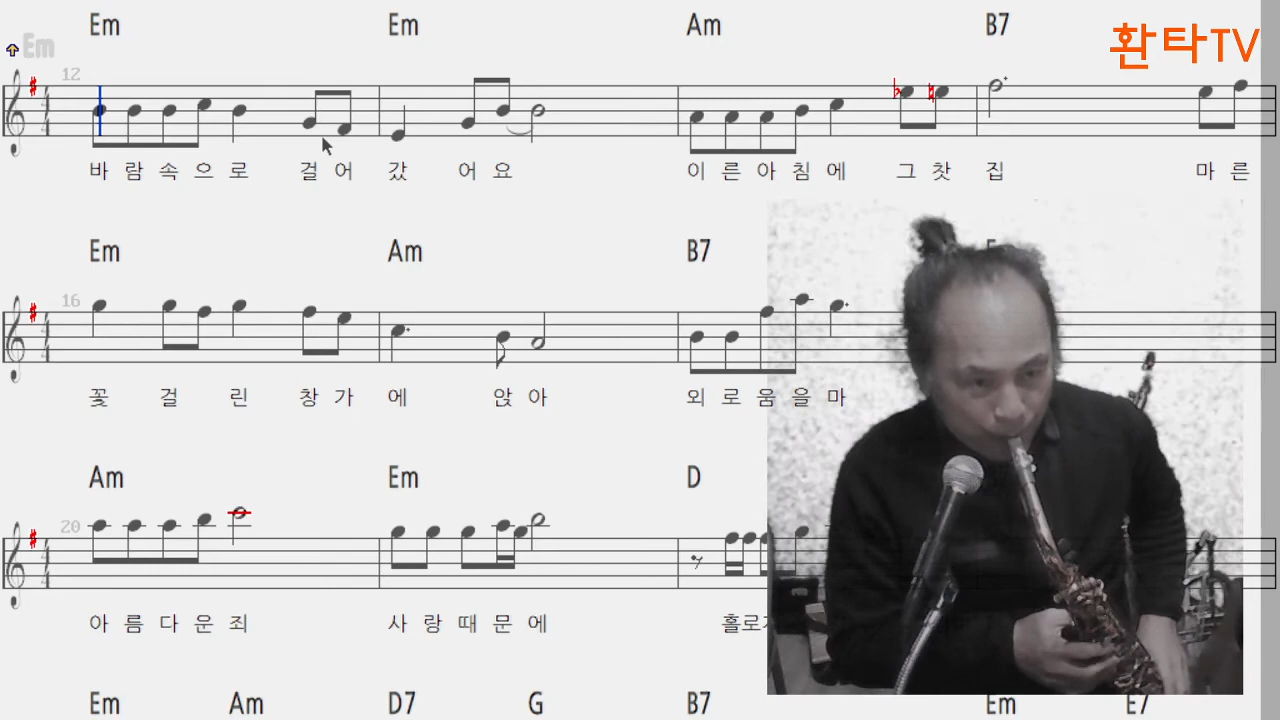 Em Em Am B7
환타TV
Em
12
바 람 속 으 로 걸 어 갔 어 요 이 른 아 침 에 그 찻 집 마 른
Em Am B7
16
꽃 걸 린 창 가 에 앉 아 외 로 움 을 마
Am Em D
20
아 름 다 운 죄 사 랑 때 문 에 홀로
Em Am D7 G B7 Em E7